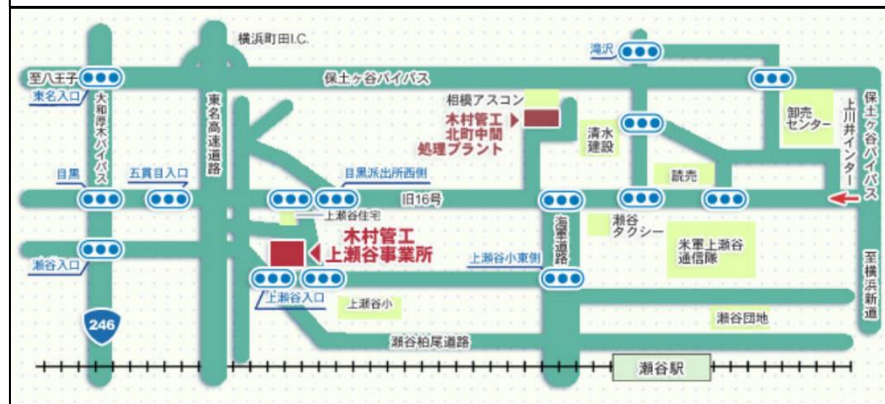 横浜町田I.C.
滝沢
至八王子
保土ヶ谷バイパス
東名入口
大和厚木バイパス
東名高速道路
相模アスコン
木村管工
北町中間
処理プラント
清水
建設
卸売
センター
上川井インター
保土ヶ谷バイパス
目黒
五貫目入口
目黒派出所西側
読売
旧16号
上瀬谷住宅
木村管工
上瀬谷事業所
海軍道路
瀬谷
タクシー
米軍上瀬谷
通信隊
瀬谷入口
上瀬谷小東側
至横浜新道
上瀬谷入口
上瀬谷小
246
瀬谷団地
瀬谷柏尾道路
瀬谷駅